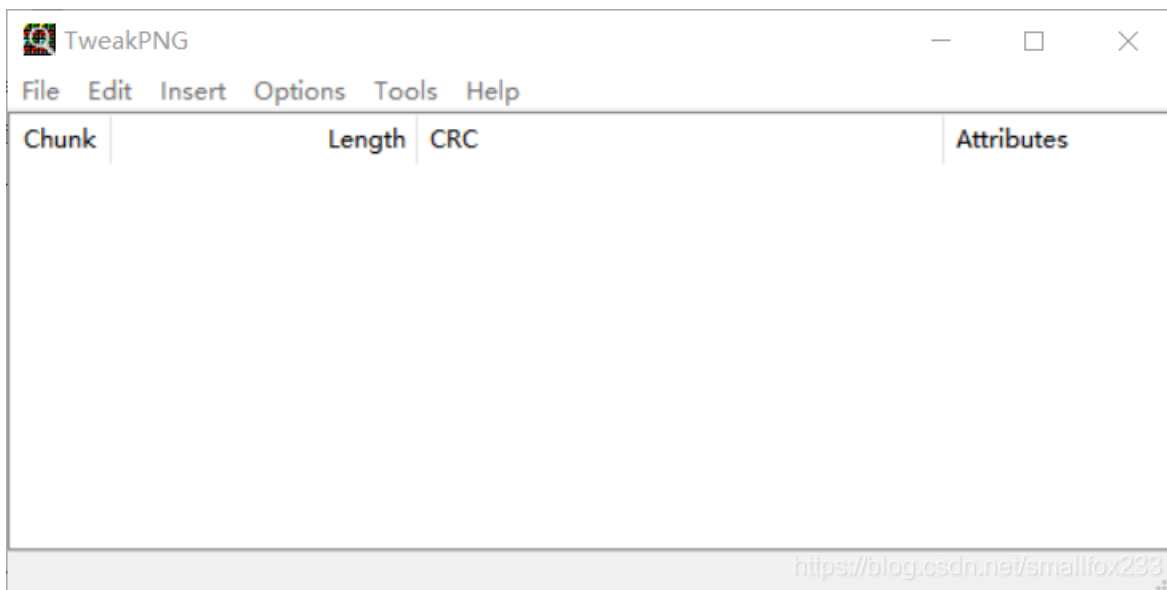 TweakPNG
File Edit Insert Options Tools Help
Chunk Length CRC Attributes
https://blog.csdn.net/smallfox233